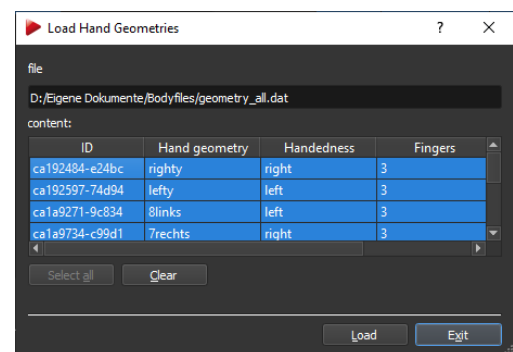 Load Hand Geometries ?
file
D:/Eigene Dokumente/Bodyfiles/geometry_all.dat
content:
ID Hand geometry Handedness Fingers
ca192484-e24bc righty right 3
ca192597-74d94 lefty left 3
ca1a9271-9c834 8links left 3
ca1a9734-c99d1 7rechts right 3
Select all Clear
Load Exit